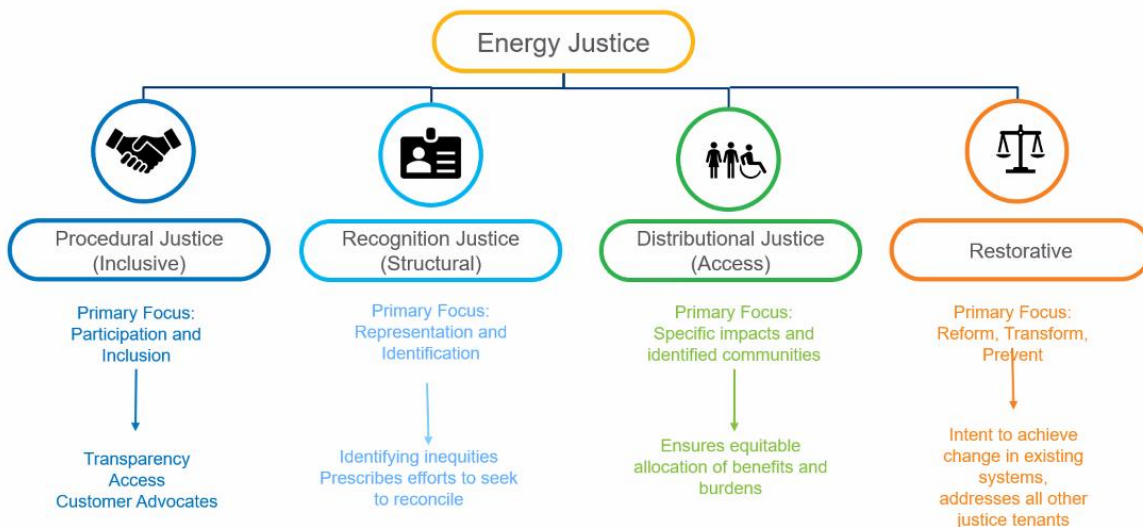 Energy Justice
Procedural Justice
(Inclusive)
Primary Focus:
Participation and
Inclusion
Transparency
Access
Customer Advocates
Recognition Justice
(Structural)
Primary Focus:
Representation and
Identification
Identifying inequities
Prescribes efforts to seek
to reconcile
Distributional Justice
(Access)
Primary Focus:
Specific impacts and
identified communities
Ensures equitable
allocation of benefits and
burdens
Restorative
Primary Focus:
Reform, Transform,
Prevent
Intent to achieve
change in existing
systems,
addresses all other
justice tenants